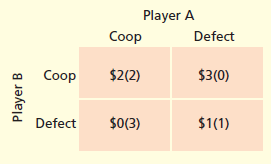 Player A
Coop Defect
Player B
Coop $2(2) $3(0)
Defect $0(3) $1(1)